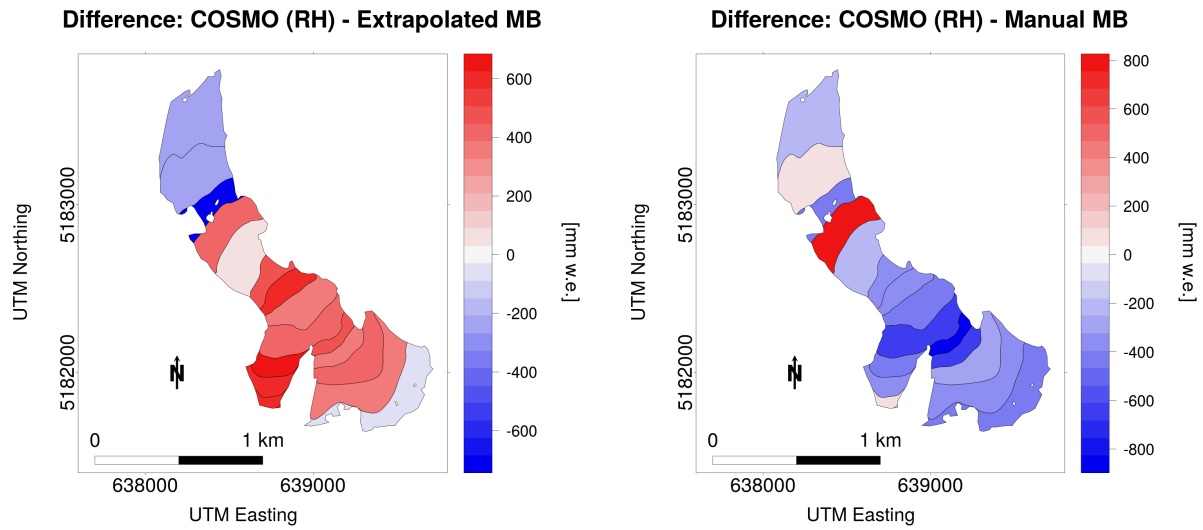 Difference: COSMO (RH) - Extrapolated MB
UTM Northing
5183000
5182000
N
0 1 km
638000 639000
UTM Easting
600
400
200
0
-200
-400
-600
[mm w.e.]
Difference: COSMO (RH) - Manual MB
UTM Northing
5183000
5182000
N
0 1 km
638000 639000
UTM Easting
800
600
400
200
0
-200
-400
-600
-800
[mm w.e.]